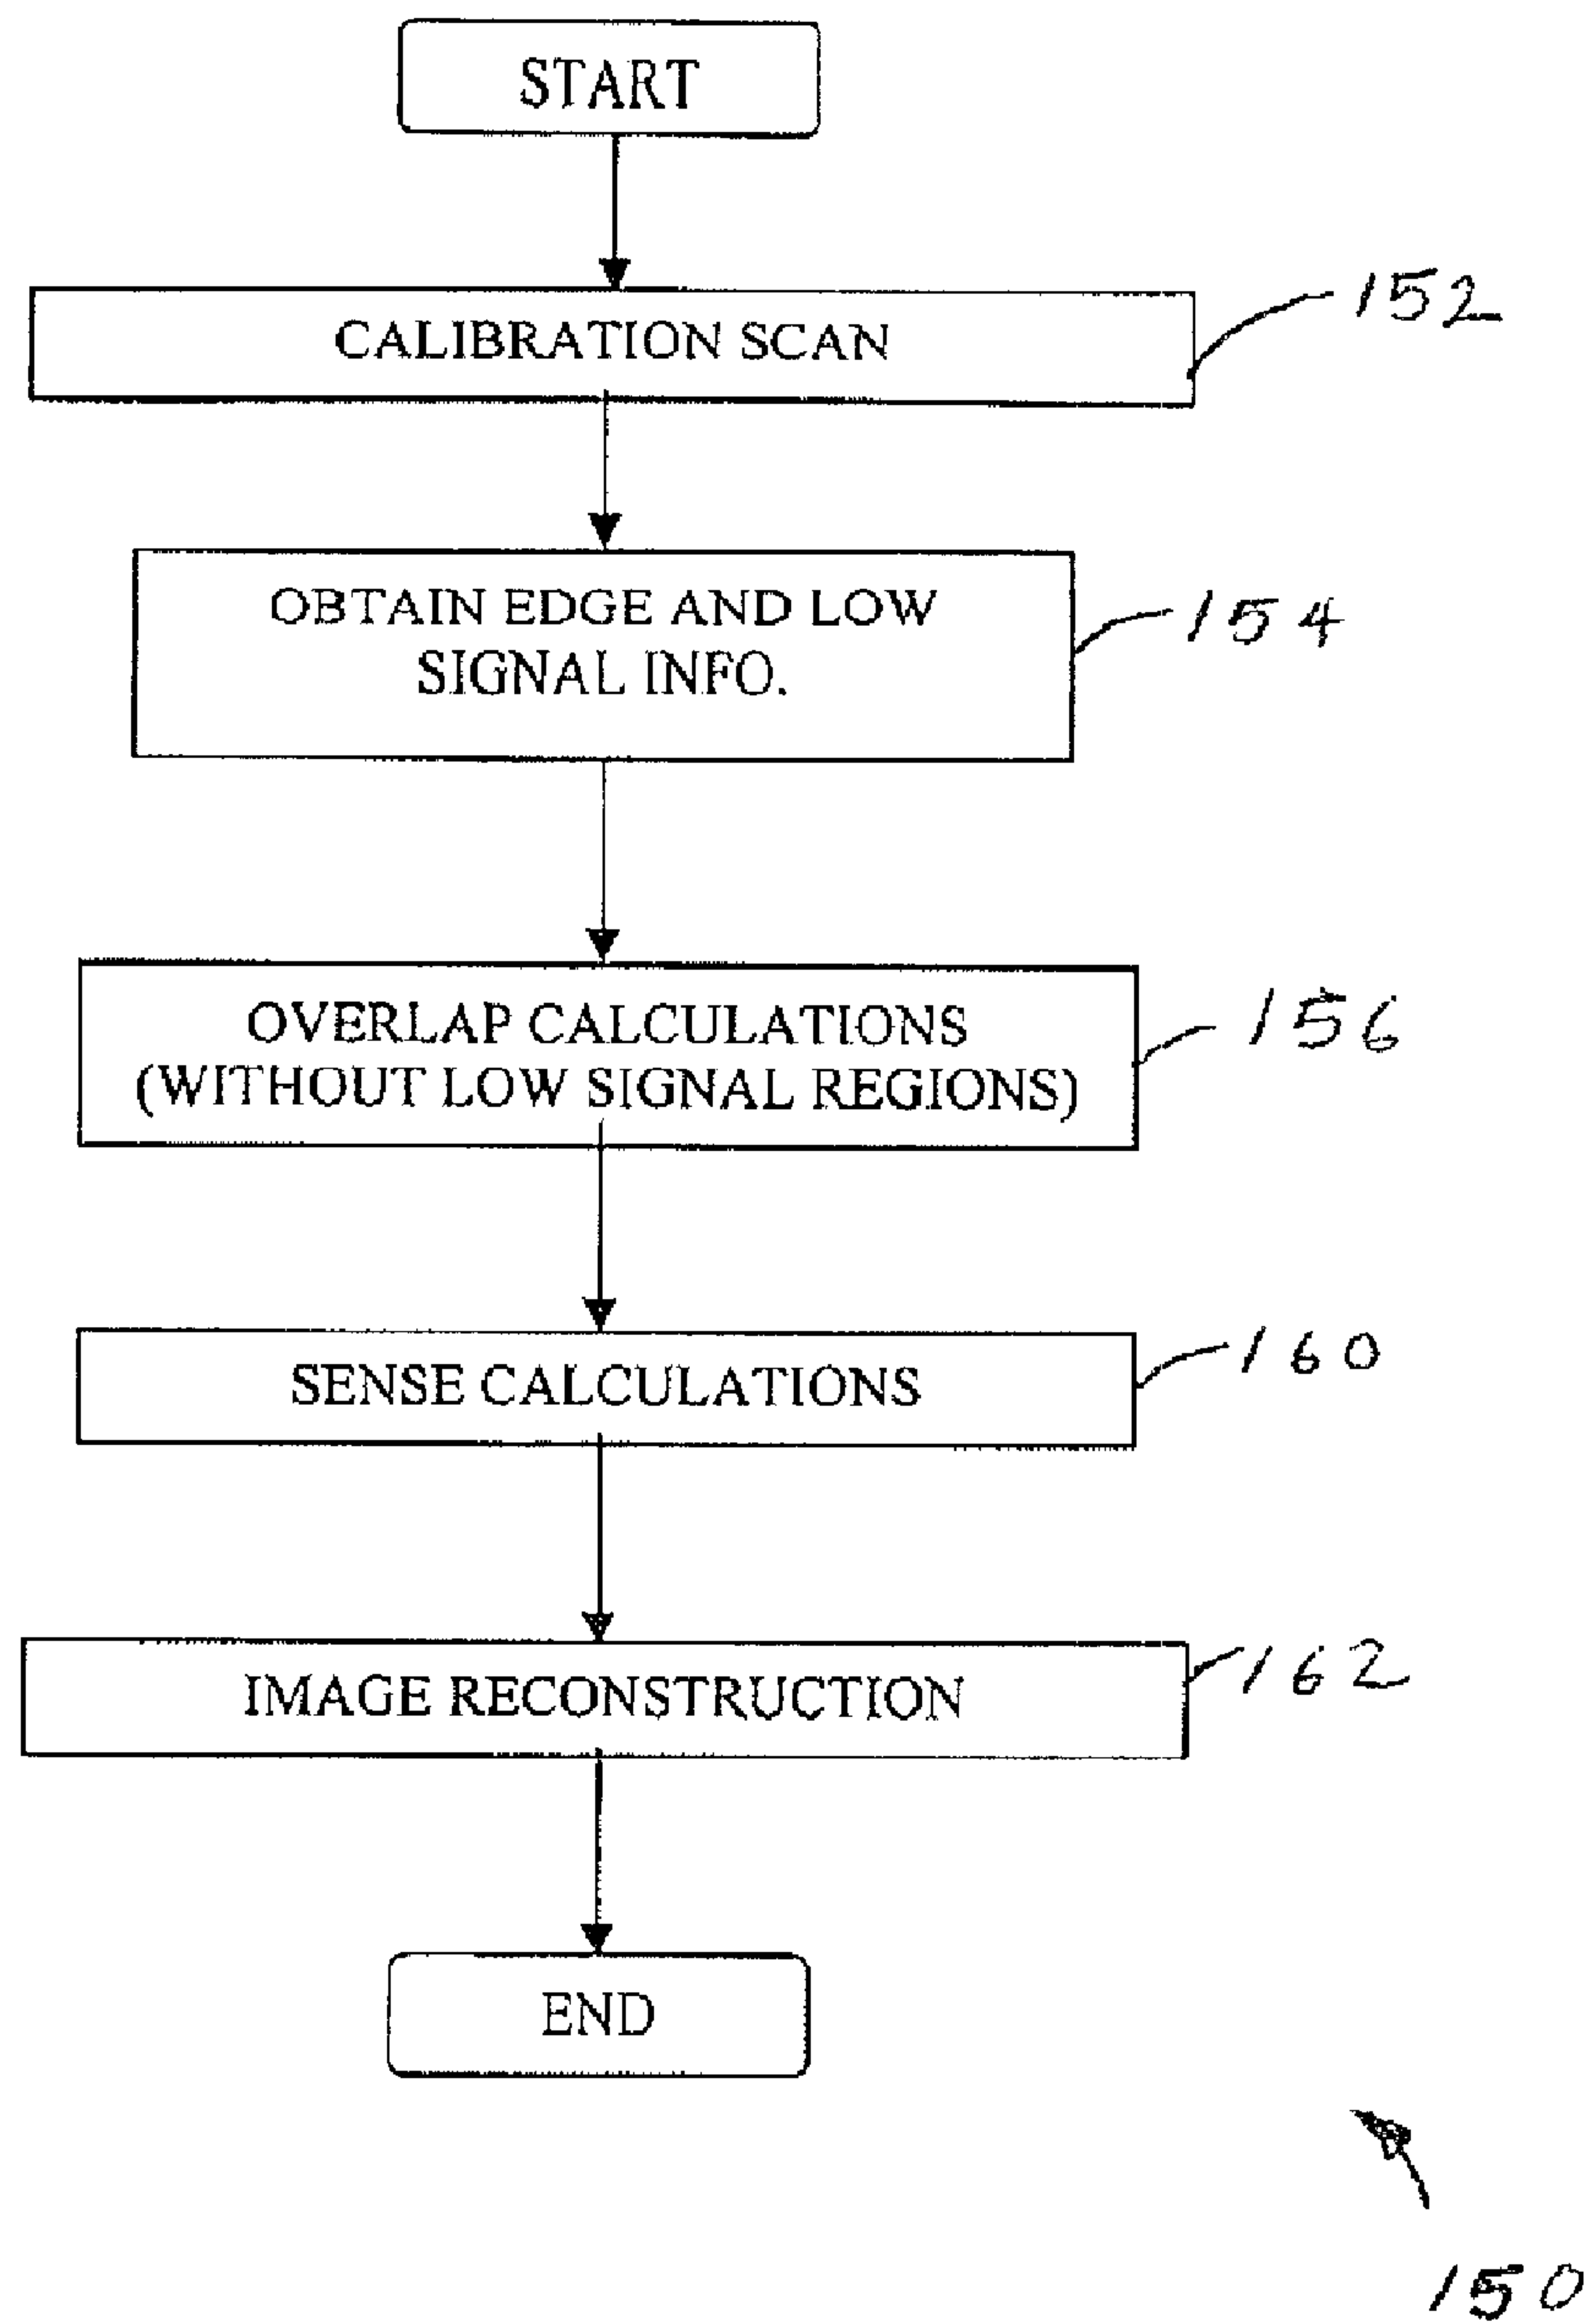 START
CALIBRATION SCAN
152
OBTAIN EDGE AND LOW
SIGNAL INFO.
154
OVERLAP CALCULATIONS
(WITHOUT LOW SIGNAL REGIONS)
156
SENSE CALCULATIONS
160
IMAGE RECONSTRUCTION
162
END
150